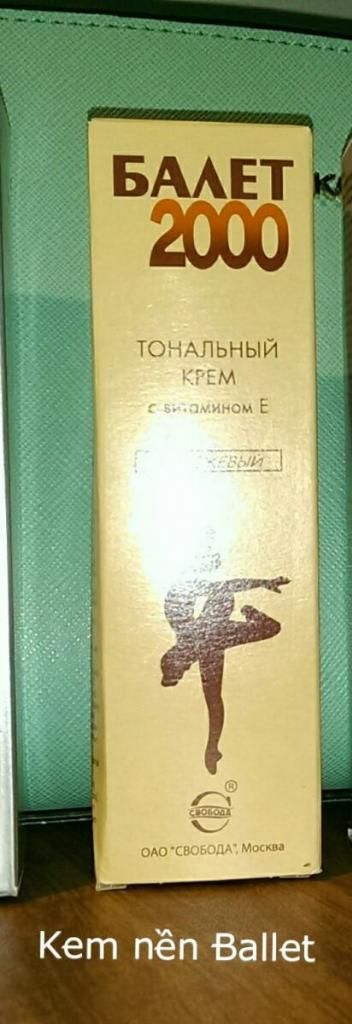 БАЛЕТ
2000
ТОНАЛЬНЫЙ
КРЕМ
с витамином Е
СВОБОДА
ОАО "СВОБОДА", Москва
Kem nền Ballet